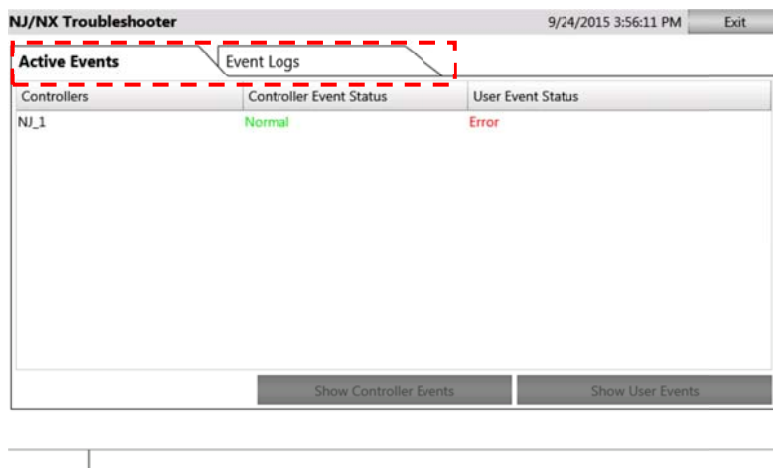 NJ/NX Troubleshooter 9/24/2015 3:56:11 PM Exit
Active Events Event Logs
Controllers Controller Event Status User Event Status
NJ_1 Normal Error
Show Controller Events Show User Events